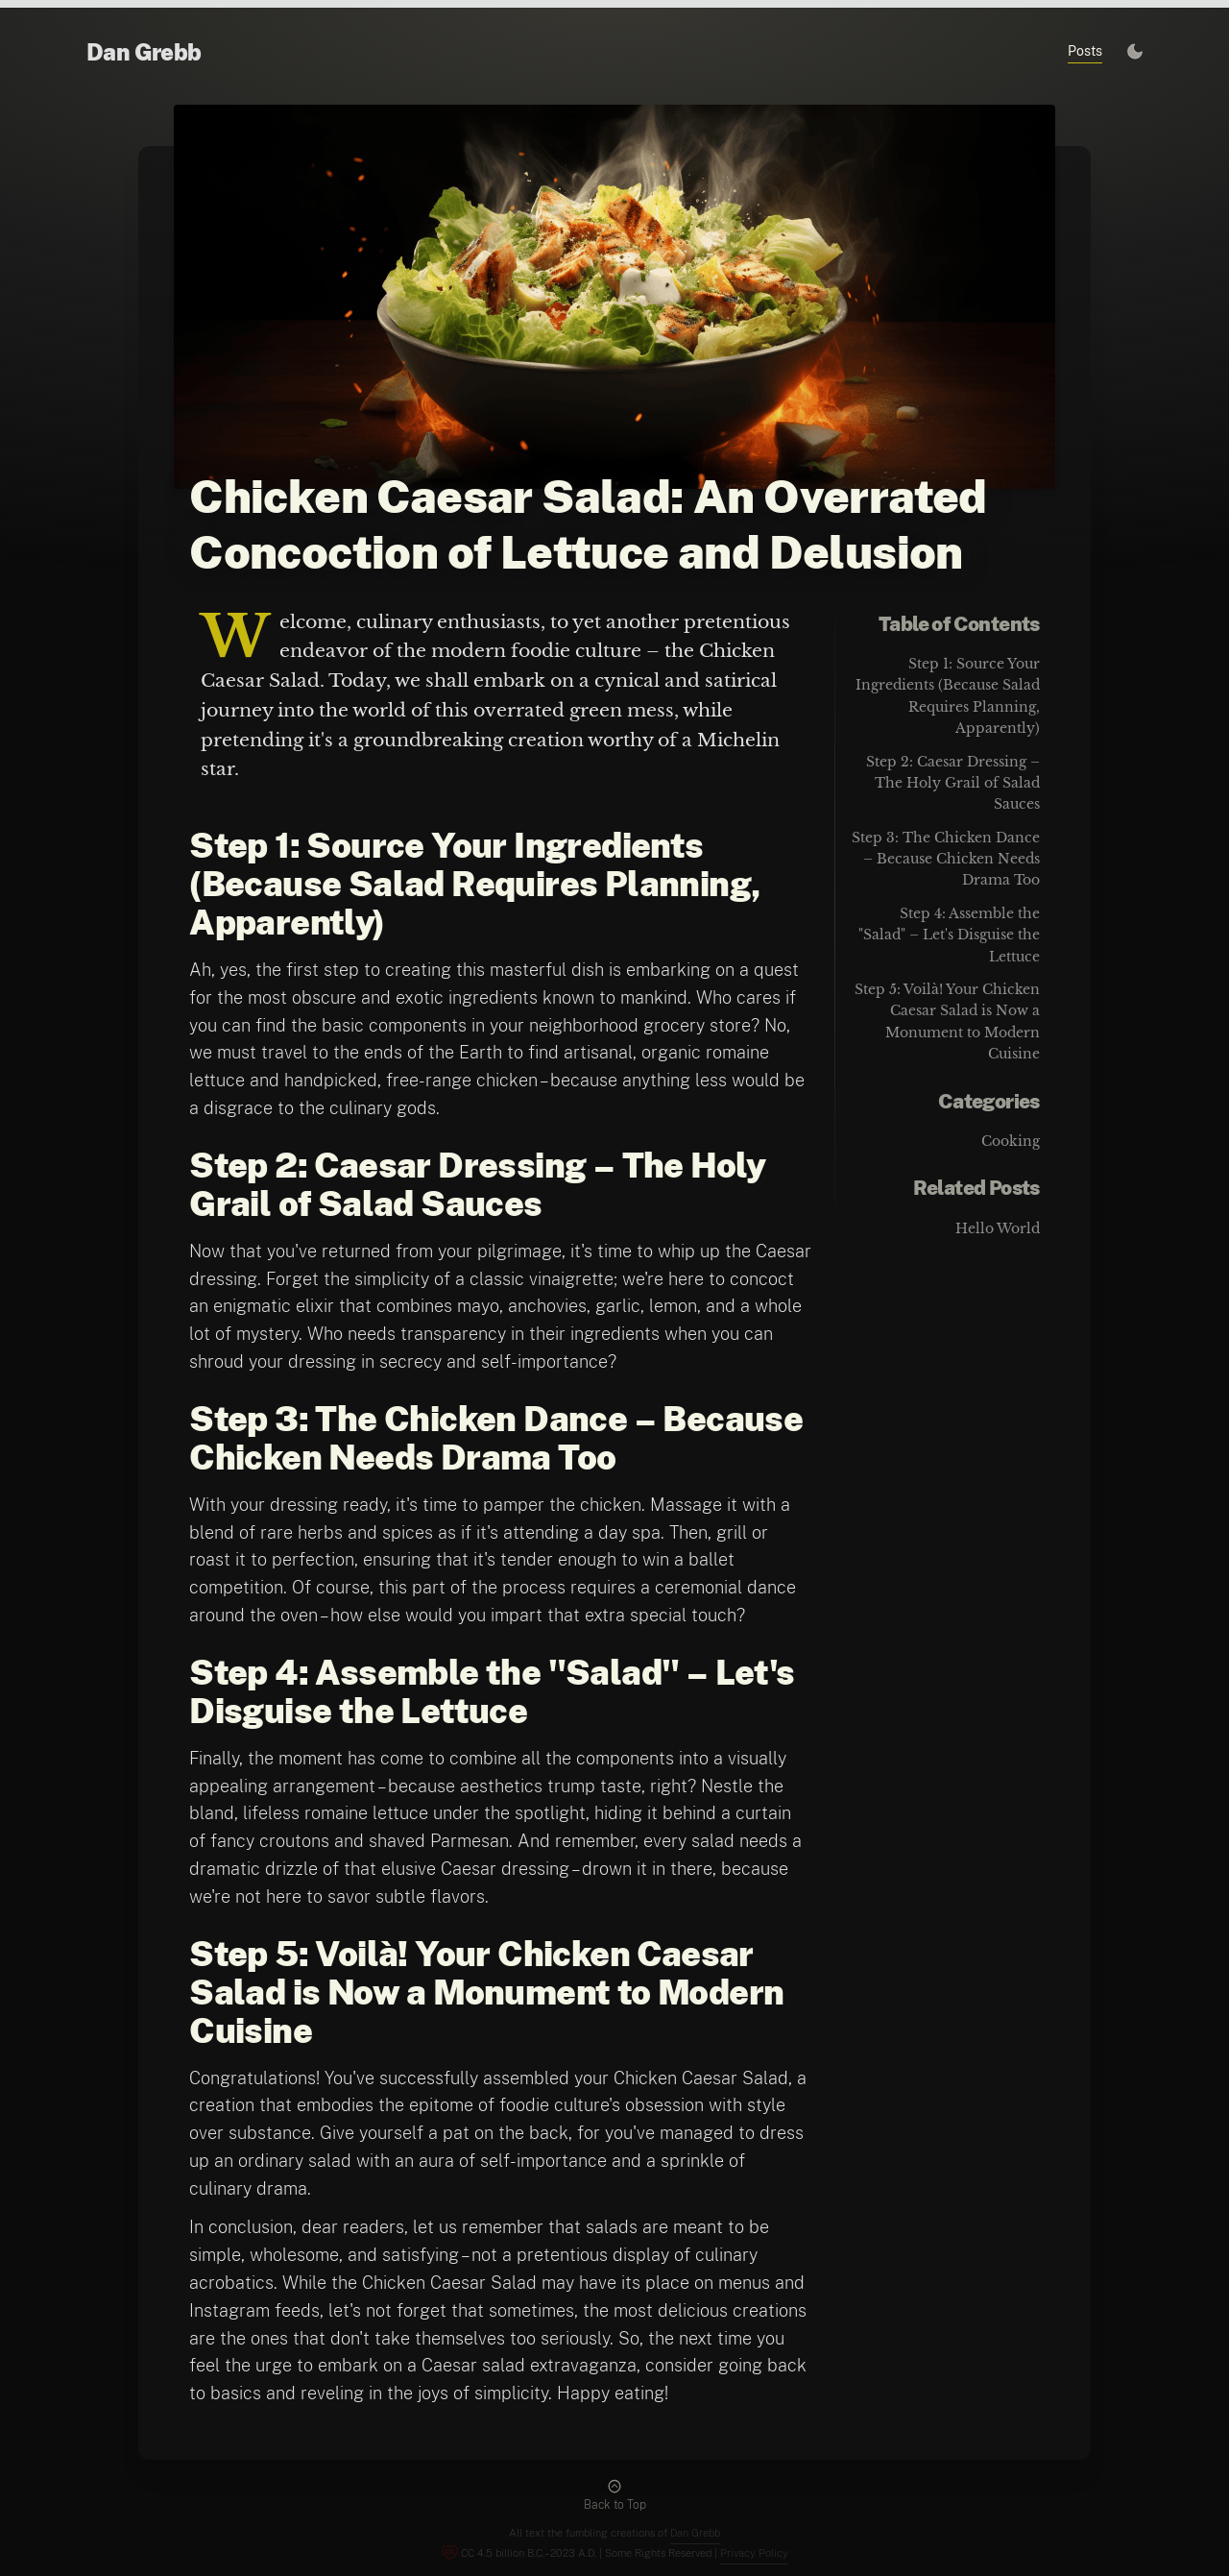 Dan Grebb
Posts
Chicken Caesar Salad: An Overrated
Concoction of Lettuce and Delusion
Welcome, culinary enthusiasts, to yet another pretentious
endeavor of the modern foodie culture – the Chicken
Caesar Salad. Today, we shall embark on a cynical and satirical
journey into the world of this overrated green mess, while
pretending it's a groundbreaking creation worthy of a Michelin
star.
Step 1: Source Your Ingredients
(Because Salad Requires Planning,
Apparently)
Ah, yes, the first step to creating this masterful dish is embarking on a quest
for the most obscure and exotic ingredients known to mankind. Who cares if
you can find the basic components in your neighborhood grocery store? No,
we must travel to the ends of the Earth to find artisanal, organic romaine
lettuce and handpicked, free-range chicken – because anything less would be
a disgrace to the culinary gods.
Step 2: Caesar Dressing – The Holy
Grail of Salad Sauces
Now that you've returned from your pilgrimage, it's time to whip up the Caesar
dressing. Forget the simplicity of a classic vinaigrette; we're here to concoct
an enigmatic elixir that combines mayo, anchovies, garlic, lemon, and a whole
lot of mystery. Who needs transparency in their ingredients when you can
shroud your dressing in secrecy and self-importance?
Step 3: The Chicken Dance – Because
Chicken Needs Drama Too
With your dressing ready, it's time to pamper the chicken. Massage it with a
blend of rare herbs and spices as if it's attending a day spa. Then, grill or
roast it to perfection, ensuring that it's tender enough to win a ballet
competition. Of course, this part of the process requires a ceremonial dance
around the oven – how else would you impart that extra special touch?
Step 4: Assemble the "Salad" – Let's
Disguise the Lettuce
Finally, the moment has come to combine all the components into a visually
appealing arrangement – because aesthetics trump taste, right? Nestle the
bland, lifeless romaine lettuce under the spotlight, hiding it behind a curtain
of fancy croutons and shaved Parmesan. And remember, every salad needs a
dramatic drizzle of that elusive Caesar dressing – drown it in there, because
we're not here to savor subtle flavors.
Step 5: Voilà! Your Chicken Caesar
Salad is Now a Monument to Modern
Cuisine
Congratulations! You've successfully assembled your Chicken Caesar Salad, a
creation that embodies the epitome of foodie culture's obsession with style
over substance. Give yourself a pat on the back, for you've managed to dress
up an ordinary salad with an aura of self-importance and a sprinkle of
culinary drama.
In conclusion, dear readers, let us remember that salads are meant to be
simple, wholesome, and satisfying – not a pretentious display of culinary
acrobatics. While the Chicken Caesar Salad may have its place on menus and
Instagram feeds, let's not forget that sometimes, the most delicious creations
are the ones that don't take themselves too seriously. So, the next time you
feel the urge to embark on a Caesar salad extravaganza, consider going back
to basics and reveling in the joys of simplicity. Happy eating!
Table of Contents
Step 1: Source Your
Ingredients (Because Salad
Requires Planning,
Apparently)
Step 2: Caesar Dressing –
The Holy Grail of Salad
Sauces
Step 3: The Chicken Dance
– Because Chicken Needs
Drama Too
Step 4: Assemble the
"Salad" – Let's Disguise the
Lettuce
Step 5: Voilà! Your Chicken
Caesar Salad is Now a
Monument to Modern
Cuisine
Categories
Cooking
Related Posts
Hello World
Back to Top
All text the fumbling creations of Dan Grebb
CC 4.5 billion B.C.-2023 A.D. | Some Rights Reserved | Privacy Policy